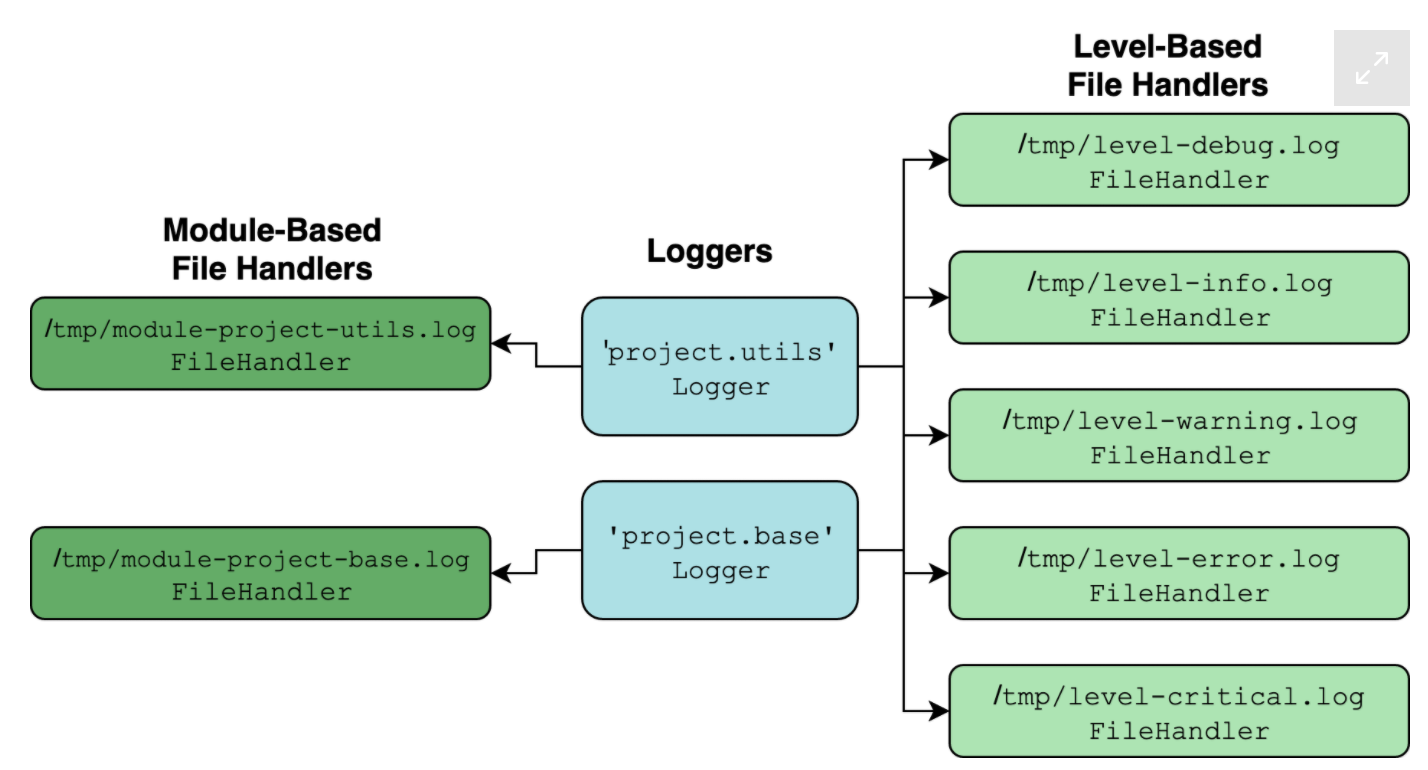 Level-Based
File Handlers
/tmp/level-debug.log
FileHandler
Module-Based
File Handlers
Loggers
/tmp/level-info.log
FileHandler
/tmp/module-project-utils.log
FileHandler
'project.utils'
Logger
/tmp/level-warning.log
FileHandler
/tmp/module-project-base.log
FileHandler
'project.base'
Logger
/tmp/level-error.log
FileHandler
/tmp/level-critical.log
FileHandler